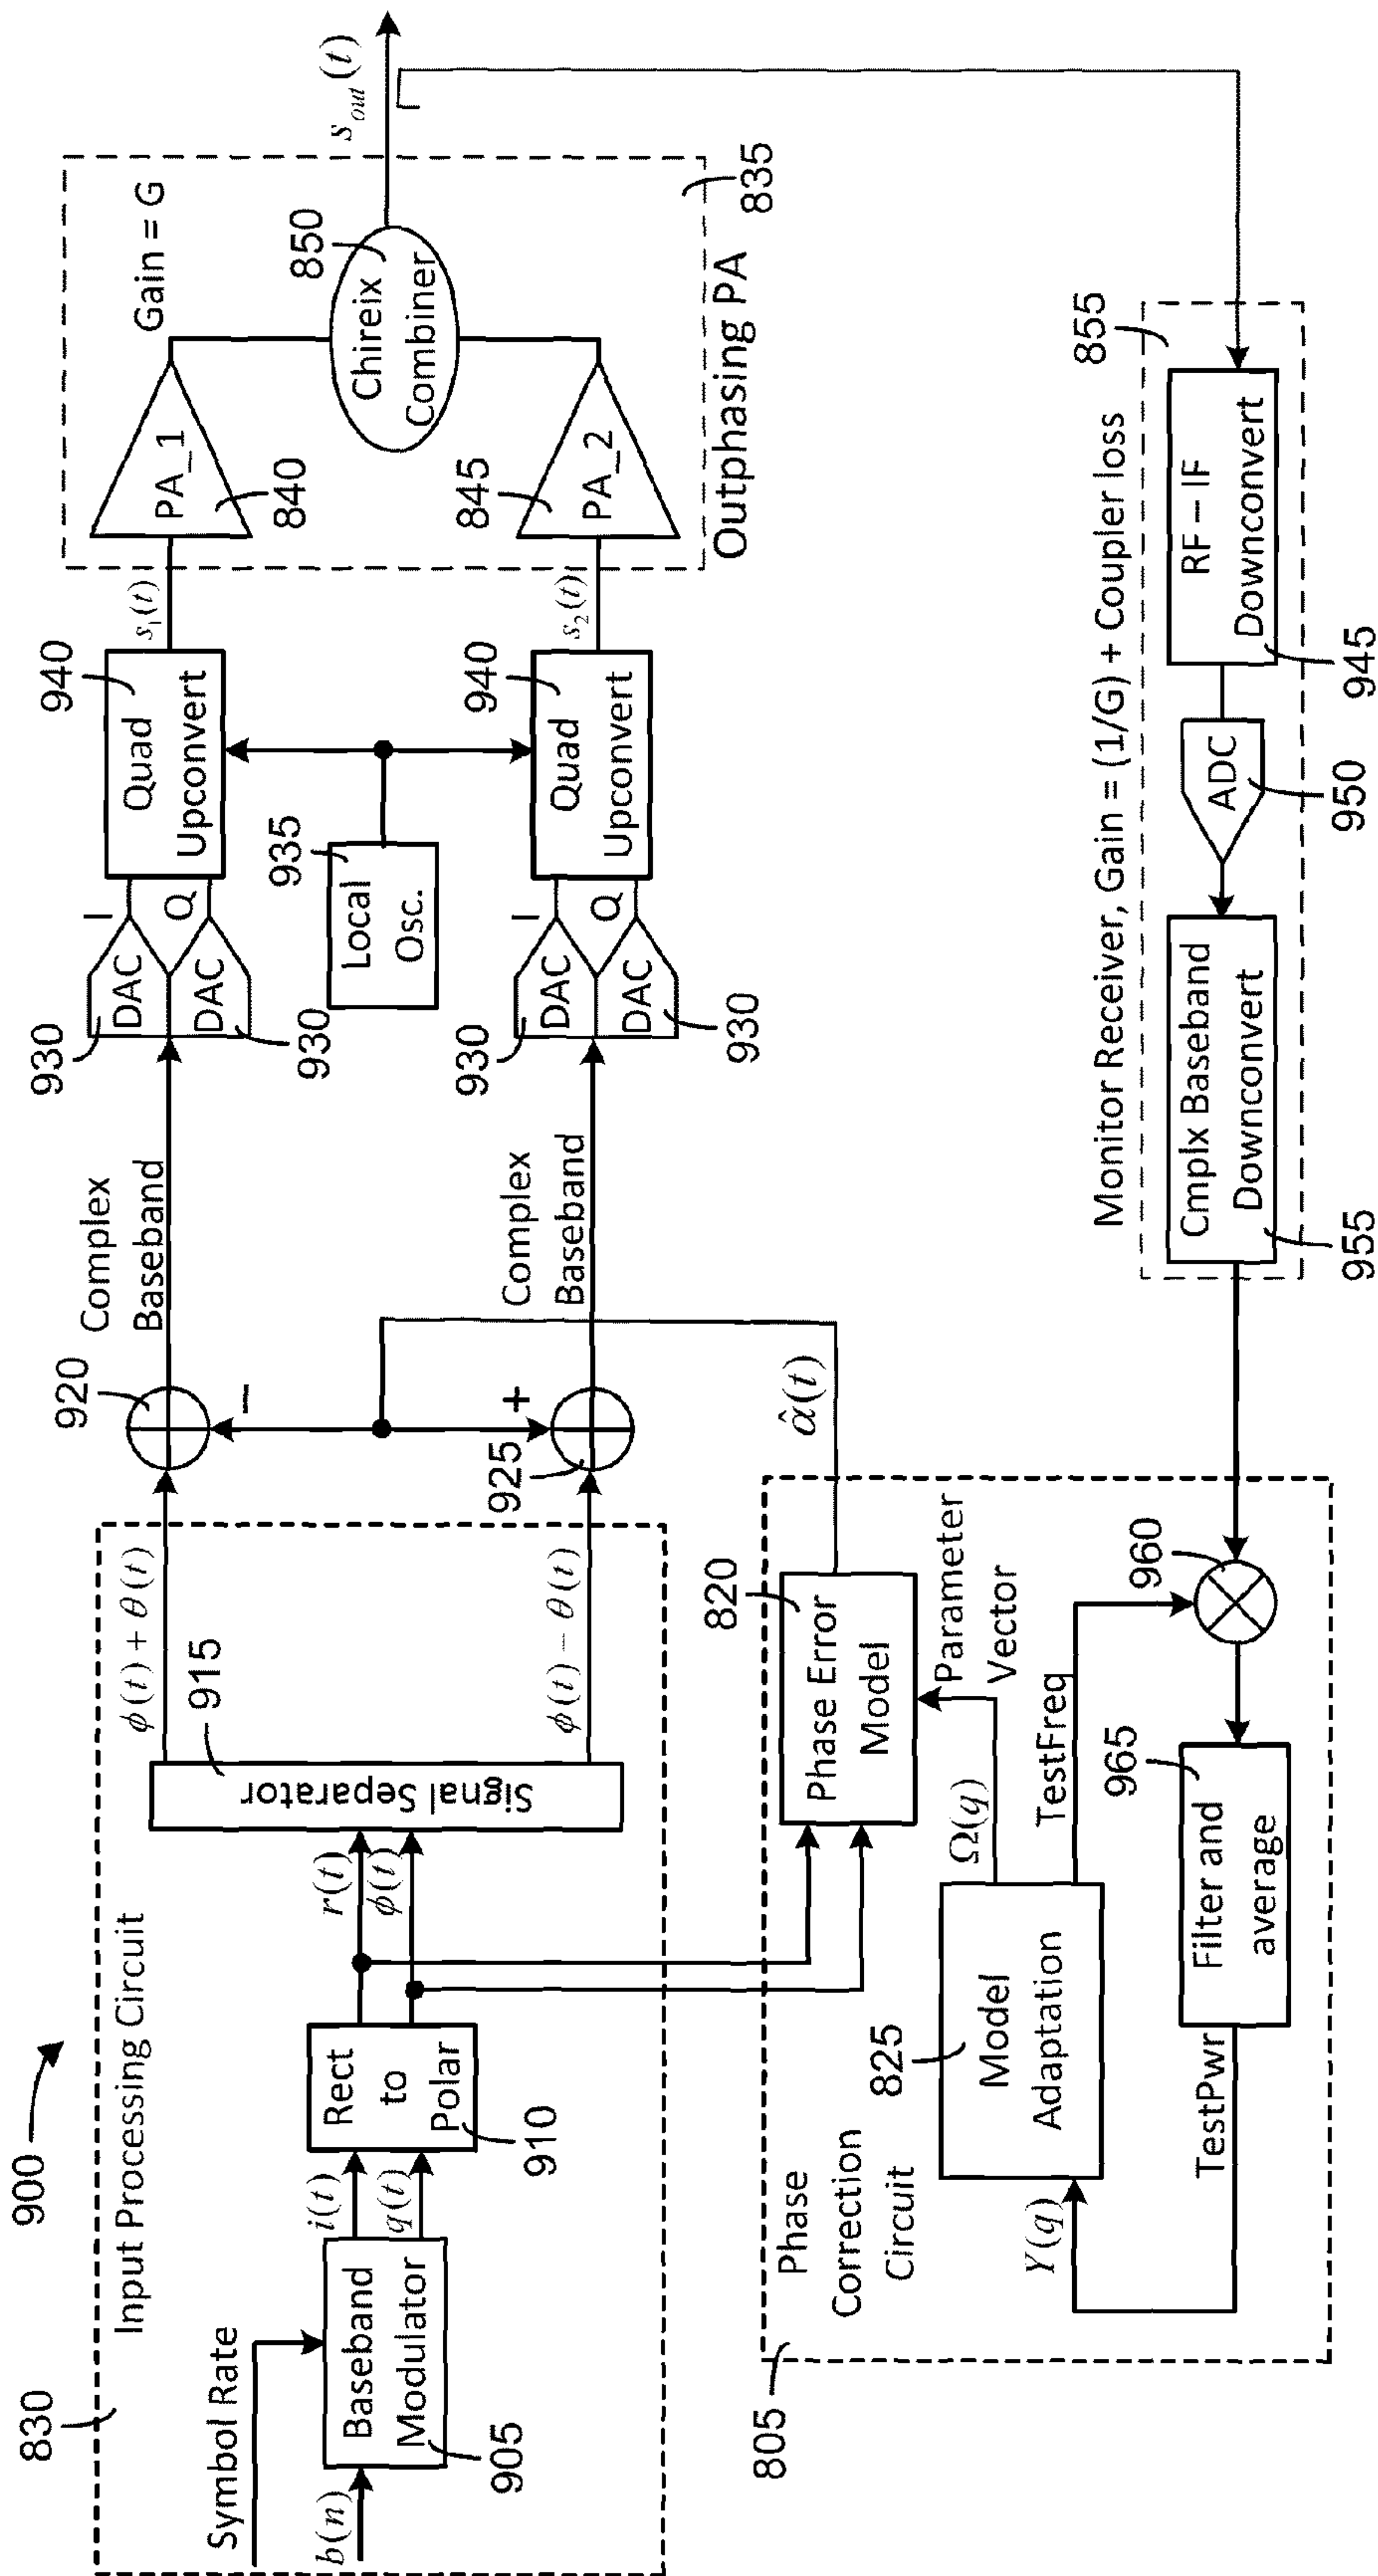 900
830
Input Processing Circuit
Symbol Rate
b(n)
Baseband
Modulator
905
i(t)
q(t)
Rect
to
Polar
910
r(t)
ϕ(t)
Signal Separator
915
ϕ(t) + θ(t)
ϕ(t) − θ(t)
920
−
925
+
Complex
Baseband
Complex
Baseband
930
DAC
DAC
930
I
Q
930
DAC
DAC
930
I
Q
935
Local
Osc.
940
Quad
Upconvert
940
Quad
Upconvert
s₁(t)
s₂(t)
PA_1
840
PA_2
845
Gain = G
850
Chireix
Combiner
835
Outphasing PA
s_out(t)
805
Phase
Correction
Circuit
825
Model
Adaptation
Y(q)
Ω(q)
TestFreq
TestPwr
820
Phase Error
Model
Parameter
Vector
α̂(t)
960
965
Filter and
average
Monitor Receiver, Gain = (1/G) + Coupler loss
855
Cmplx Baseband
Downconvert
955
ADC
950
RF – IF
Downconvert
945